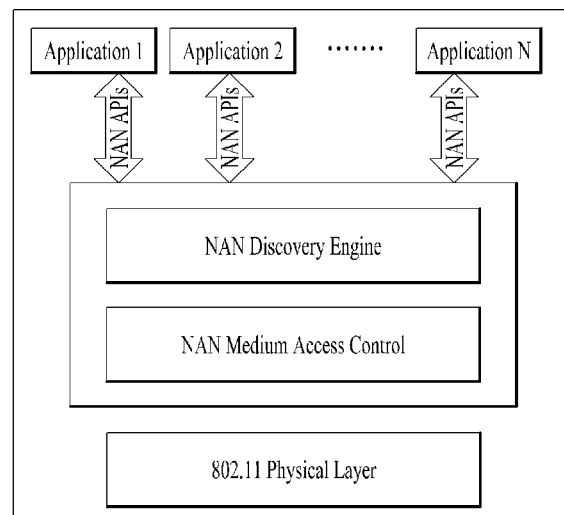 Application 1
Application 2
.......
Application N
NAN APIs
NAN APIs
NAN APIs
NAN Discovery Engine
NAN Medium Access Control
802.11 Physical Layer